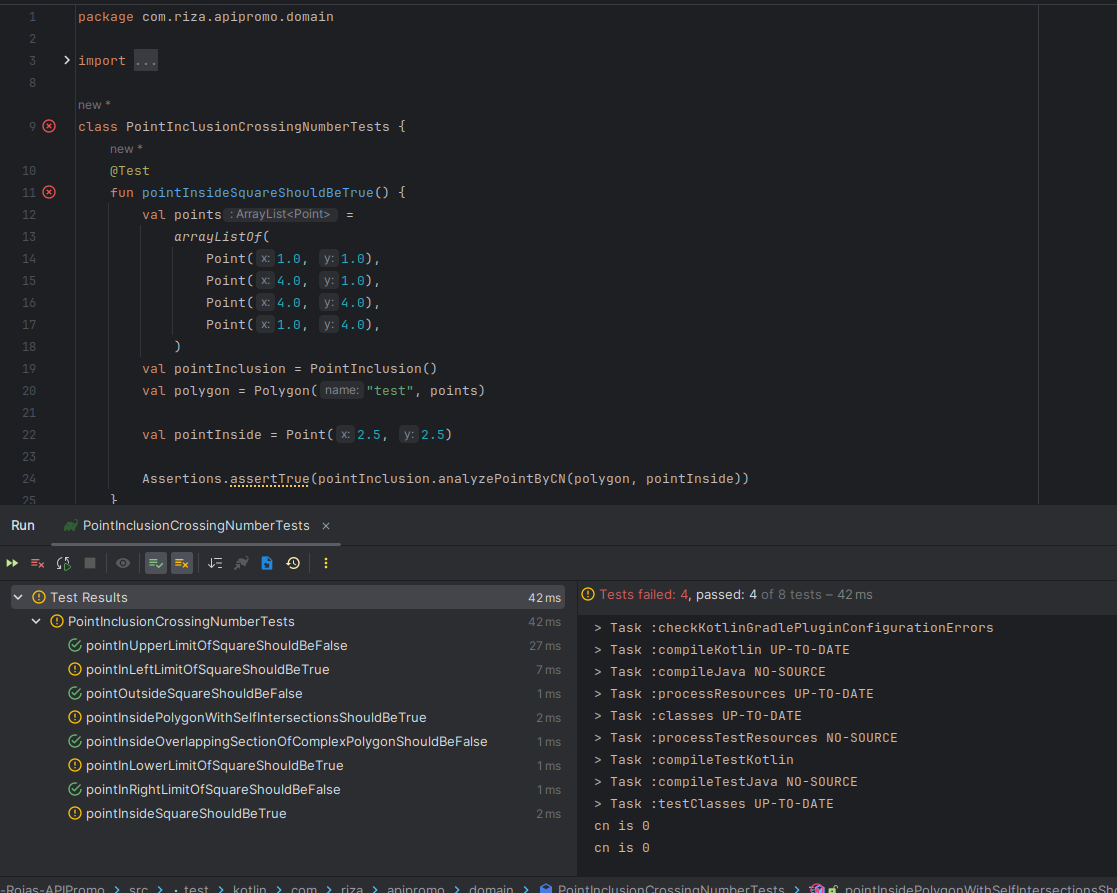 1 package com.riza.apipromo.domain
2
3 import ...
8
new *
9 class PointInclusionCrossingNumberTests {
new *
10 @Test
11 fun pointInsideSquareShouldBeTrue() {
12 val points : ArrayList<Point> =
13 arrayListOf(
14 Point( x: 1.0, y: 1.0),
15 Point( x: 4.0, y: 1.0),
16 Point( x: 4.0, y: 4.0),
17 Point( x: 1.0, y: 4.0),
18 )
19 val pointInclusion = PointInclusion()
20 val polygon = Polygon( name: "test", points)
21
22 val pointInside = Point( x: 2.5, y: 2.5)
23
24 Assertions.assertTrue(pointInclusion.analyzePointByCN(polygon, pointInside))
25 }
Run PointInclusionCrossingNumberTests
Test Results 42 ms
PointInclusionCrossingNumberTests 42 ms
pointInUpperLimitOfSquareShouldBeFalse 27 ms
pointInLeftLimitOfSquareShouldBeTrue 7 ms
pointOutsideSquareShouldBeFalse 1 ms
pointInsidePolygonWithSelfIntersectionsShouldBeTrue 2 ms
pointInsideOverlappingSectionOfComplexPolygonShouldBeFalse 1 ms
pointInLowerLimitOfSquareShouldBeTrue 1 ms
pointInRightLimitOfSquareShouldBeFalse 1 ms
pointInsideSquareShouldBeTrue 2 ms
Tests failed: 4, passed: 4 of 8 tests – 42 ms
> Task :checkKotlinGradlePluginConfigurationErrors
> Task :compileKotlin UP-TO-DATE
> Task :compileJava NO-SOURCE
> Task :processResources UP-TO-DATE
> Task :classes UP-TO-DATE
> Task :processTestResources NO-SOURCE
> Task :compileTestKotlin
> Task :compileTestJava NO-SOURCE
> Task :testClasses UP-TO-DATE
cn is 0
cn is 0
-Rojas-APIPromo > src > test > kotlin > com > riza > apipromo > domain > PointInclusionCrossingNumberTests > pointInsidePolygonWithSelfIntersectionsSho